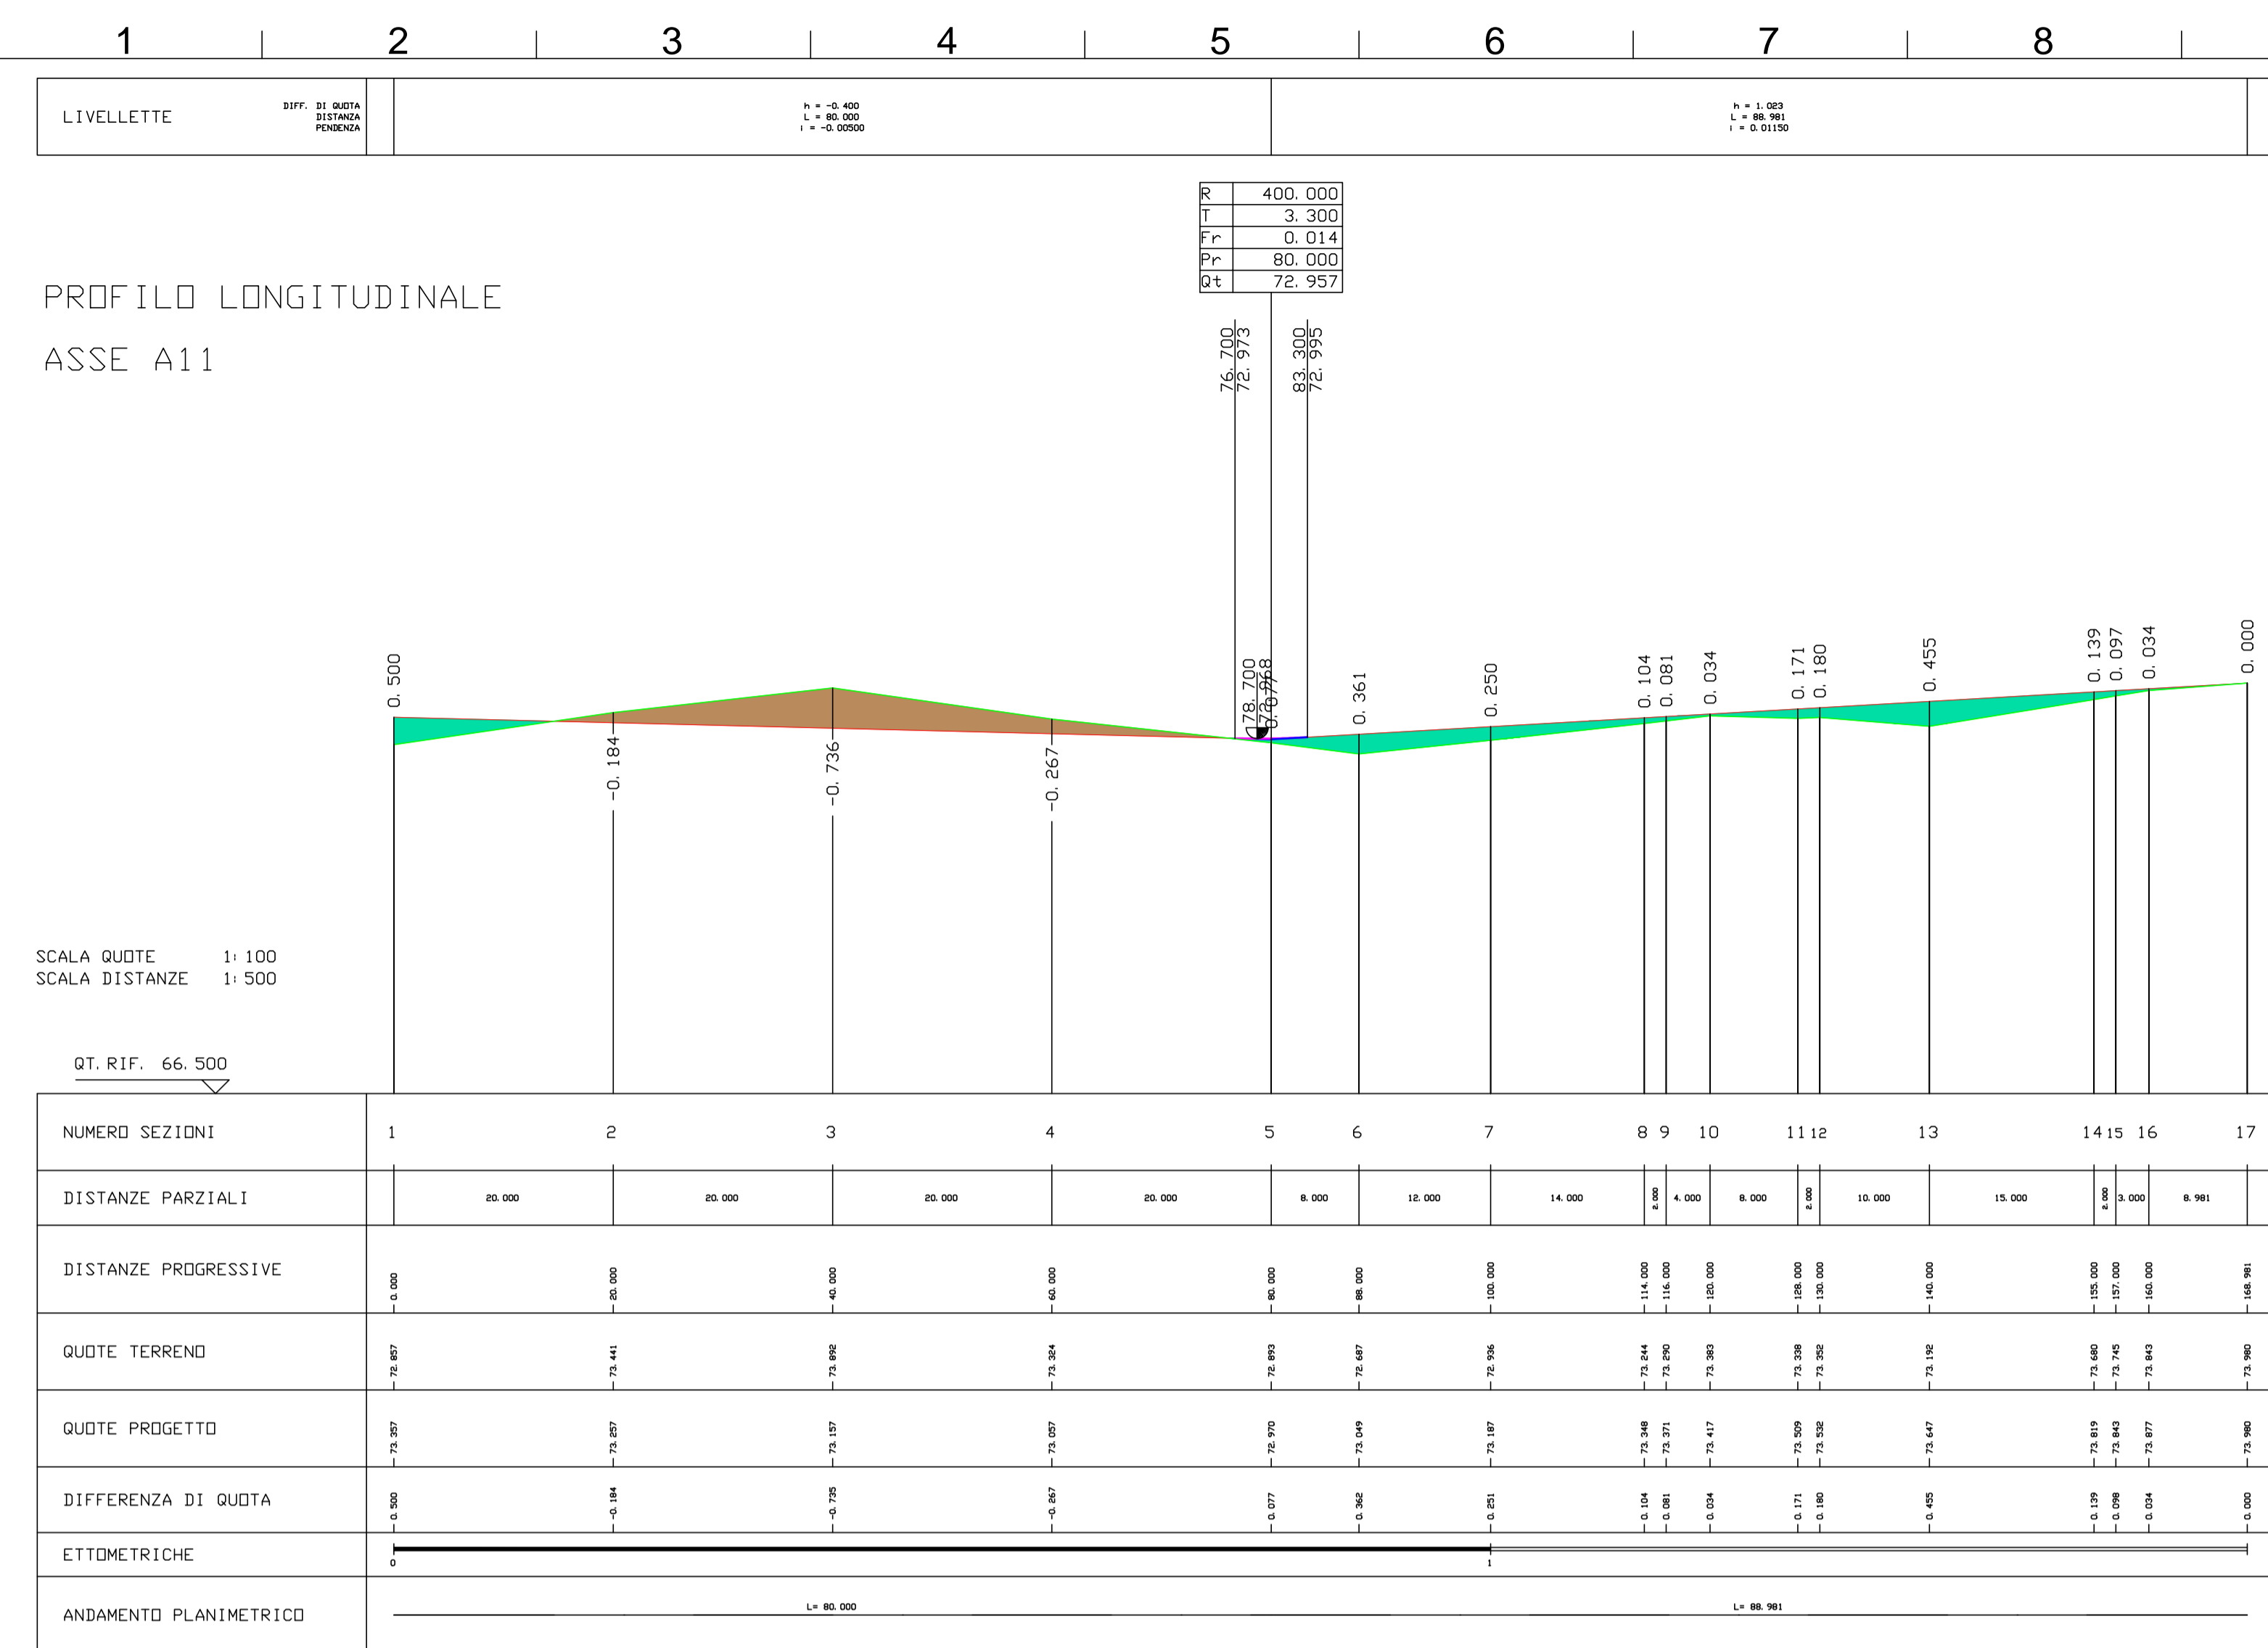 1 2 3 4 5 6 7 8
LIVELLETTE
DIFF. DI QUOTA
DISTANZA
PENDENZA
h = -0.400
L = 80.000
i = -0.00500
h = 1.023
L = 88.981
i = 0.01150
R 400.000
T 3.300
Fr 0.014
Pr 80.000
Qt 72.957
PROFILO LONGITUDINALE
ASSE A11
76.700
72.973
83.300
72.995
0.500
-0.184
-0.736
-0.267
78.700
72.968
0.077
0.361
0.250
0.104
0.081
0.034
0.171
0.180
0.455
0.139
0.097
0.034
0.000
SCALA QUOTE 1:100
SCALA DISTANZE 1:500
QT.RIF. 66.500
NUMERO SEZIONI 1 2 3 4 5 6 7 8 9 10 11 12 13 14 15 16 17
DISTANZE PARZIALI 20.000 20.000 20.000 20.000 8.000 12.000 14.000 2.000 4.000 8.000 2.000 10.000 15.000 2.000 3.000 8.981
DISTANZE PROGRESSIVE 0.000 20.000 40.000 60.000 80.000 88.000 100.000 114.000 116.000 120.000 128.000 130.000 140.000 155.000 157.000 160.000 168.981
QUOTE TERRENO 72.857 73.441 73.892 73.324 72.893 72.687 72.936 73.244 73.290 73.383 73.338 73.352 73.192 73.680 73.745 73.843 73.980
QUOTE PROGETTO 73.357 73.257 73.157 73.057 72.970 73.049 73.187 73.348 73.371 73.417 73.509 73.532 73.647 73.819 73.843 73.877 73.980
DIFFERENZA DI QUOTA 0.500 -0.184 -0.735 -0.267 0.077 0.362 0.251 0.104 0.081 0.034 0.171 0.180 0.455 0.139 0.098 0.034 0.000
ETTOMETRICHE 0 1
ANDAMENTO PLANIMETRICO L= 80.000 L= 88.981